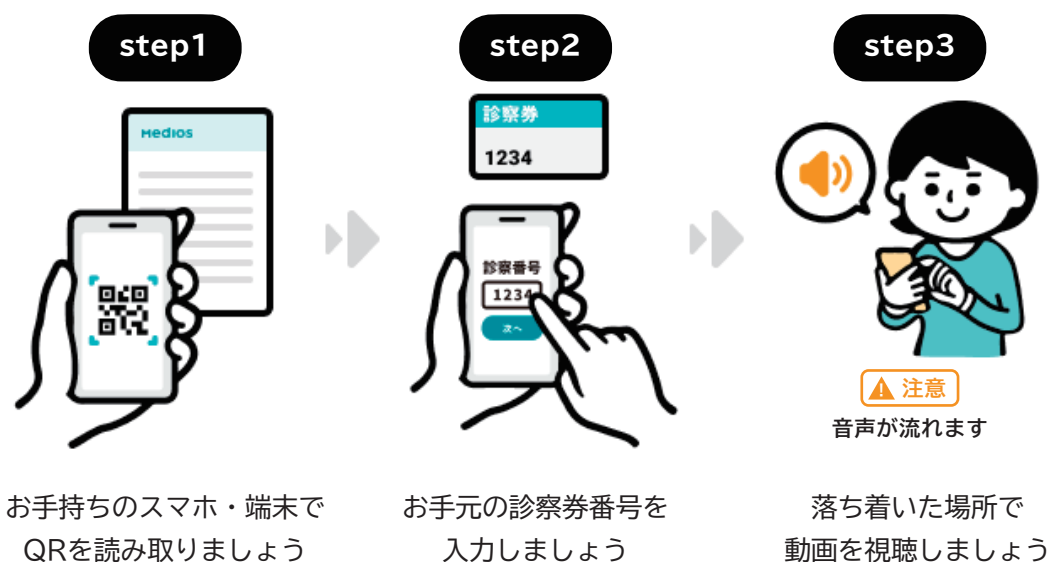 step1
Medios
お手持ちのスマホ・端末で
QRを読み取りましょう
step2
診察券
1234
診察番号
1234
次へ
お手元の診察券番号を
入力しましょう
step3
注意
音声が流れます
落ち着いた場所で
動画を視聴しましょう